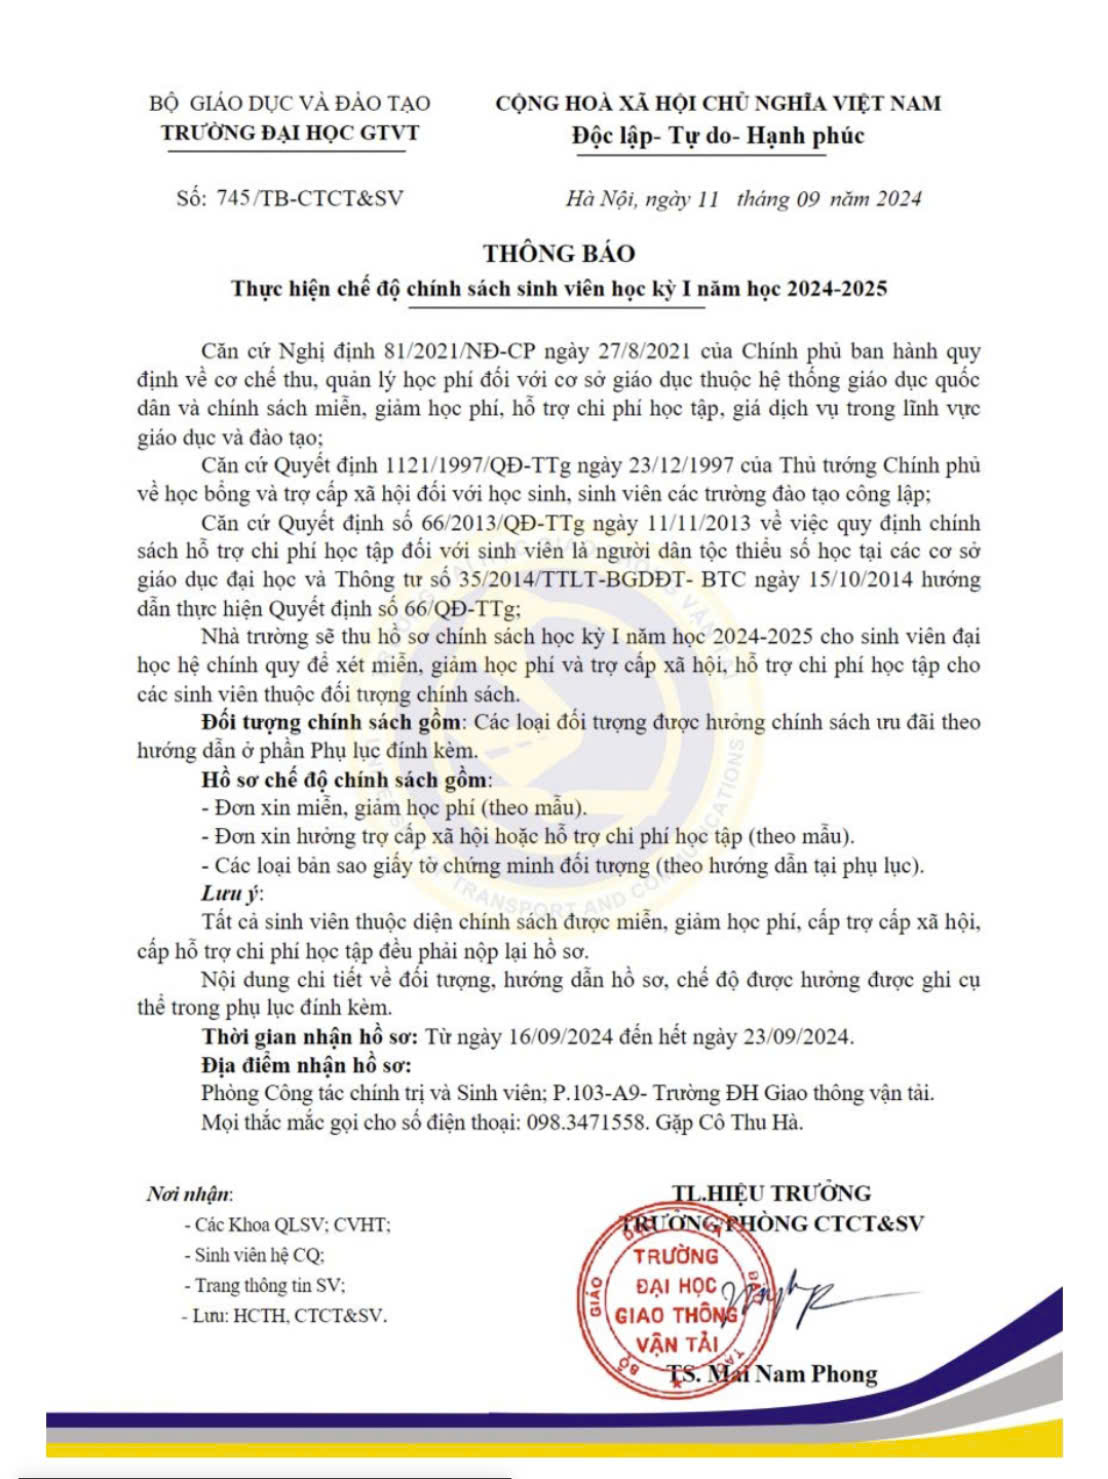 BỘ GIÁO DỤC VÀ ĐÀO TẠO
TRƯỜNG ĐẠI HỌC GTVT
CỘNG HOÀ XÃ HỘI CHỦ NGHĨA VIỆT NAM
Độc lập- Tự do- Hạnh phúc
Số: 745/TB-CTCT&SV
Hà Nội, ngày 11 tháng 09 năm 2024
THÔNG BÁO
Thực hiện chế độ chính sách sinh viên học kỳ I năm học 2024-2025
Căn cứ Nghị định 81/2021/NĐ-CP ngày 27/8/2021 của Chính phủ ban hành quy
định về cơ chế thu, quản lý học phí đối với cơ sở giáo dục thuộc hệ thống giáo dục quốc
dân và chính sách miễn, giảm học phí, hỗ trợ chi phí học tập, giá dịch vụ trong lĩnh vực
giáo dục và đào tạo;
Căn cứ Quyết định 1121/1997/QĐ-TTg ngày 23/12/1997 của Thủ tướng Chính phủ
về học bổng và trợ cấp xã hội đối với học sinh, sinh viên các trường đào tạo công lập;
Căn cứ Quyết định số 66/2013/QĐ-TTg ngày 11/11/2013 về việc quy định chính
sách hỗ trợ chi phí học tập đối với sinh viên là người dân tộc thiểu số học tại các cơ sở
giáo dục đại học và Thông tư số 35/2014/TTLT-BGDĐT- BTC ngày 15/10/2014 hướng
dẫn thực hiện Quyết định số 66/QĐ-TTg;
Nhà trường sẽ thu hồ sơ chính sách học kỳ I năm học 2024-2025 cho sinh viên đại
học hệ chính quy để xét miễn, giảm học phí và trợ cấp xã hội, hỗ trợ chi phí học tập cho
các sinh viên thuộc đối tượng chính sách.
Đối tượng chính sách gồm: Các loại đối tượng được hưởng chính sách ưu đãi theo
hướng dẫn ở phần Phụ lục đính kèm.
Hồ sơ chế độ chính sách gồm:
- Đơn xin miễn, giảm học phí (theo mẫu).
- Đơn xin hưởng trợ cấp xã hội hoặc hỗ trợ chi phí học tập (theo mẫu).
- Các loại bản sao giấy tờ chứng minh đối tượng (theo hướng dẫn tại phụ lục).
Lưu ý:
Tất cả sinh viên thuộc diện chính sách được miễn, giảm học phí, cấp trợ cấp xã hội,
cấp hỗ trợ chi phí học tập đều phải nộp lại hồ sơ.
Nội dung chi tiết về đối tượng, hướng dẫn hồ sơ, chế độ được hưởng được ghi cụ
thể trong phụ lục đính kèm.
Thời gian nhận hồ sơ: Từ ngày 16/09/2024 đến hết ngày 23/09/2024.
Địa điểm nhận hồ sơ:
Phòng Công tác chính trị và Sinh viên; P.103-A9- Trường ĐH Giao thông vận tải.
Mọi thắc mắc gọi cho số điện thoại: 098.3471558. Gặp Cô Thu Hà.
Nơi nhận:
- Các Khoa QLSV; CVHT;
- Sinh viên hệ CQ;
- Trang thông tin SV;
- Lưu: HCTH, CTCT&SV.
TL.HIỆU TRƯỞNG
TRƯỞNG PHÒNG CTCT&SV
BỘ GIÁO DỤC VÀ ĐÀO TẠO
TRƯỜNG
ĐẠI HỌC
GIAO THÔNG
VẬN TẢI
TS. Mai Nam Phong